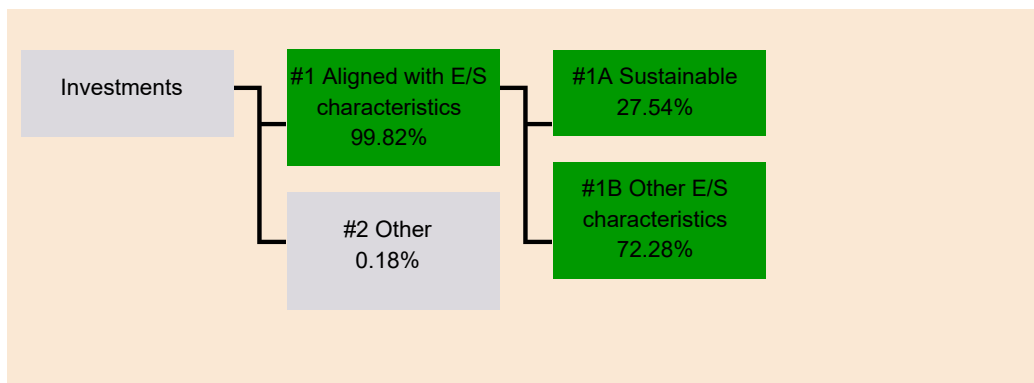 Investments
#1 Aligned with E/S
characteristics
99.82%
#2 Other
0.18%
#1A Sustainable
27.54%
#1B Other E/S
characteristics
72.28%